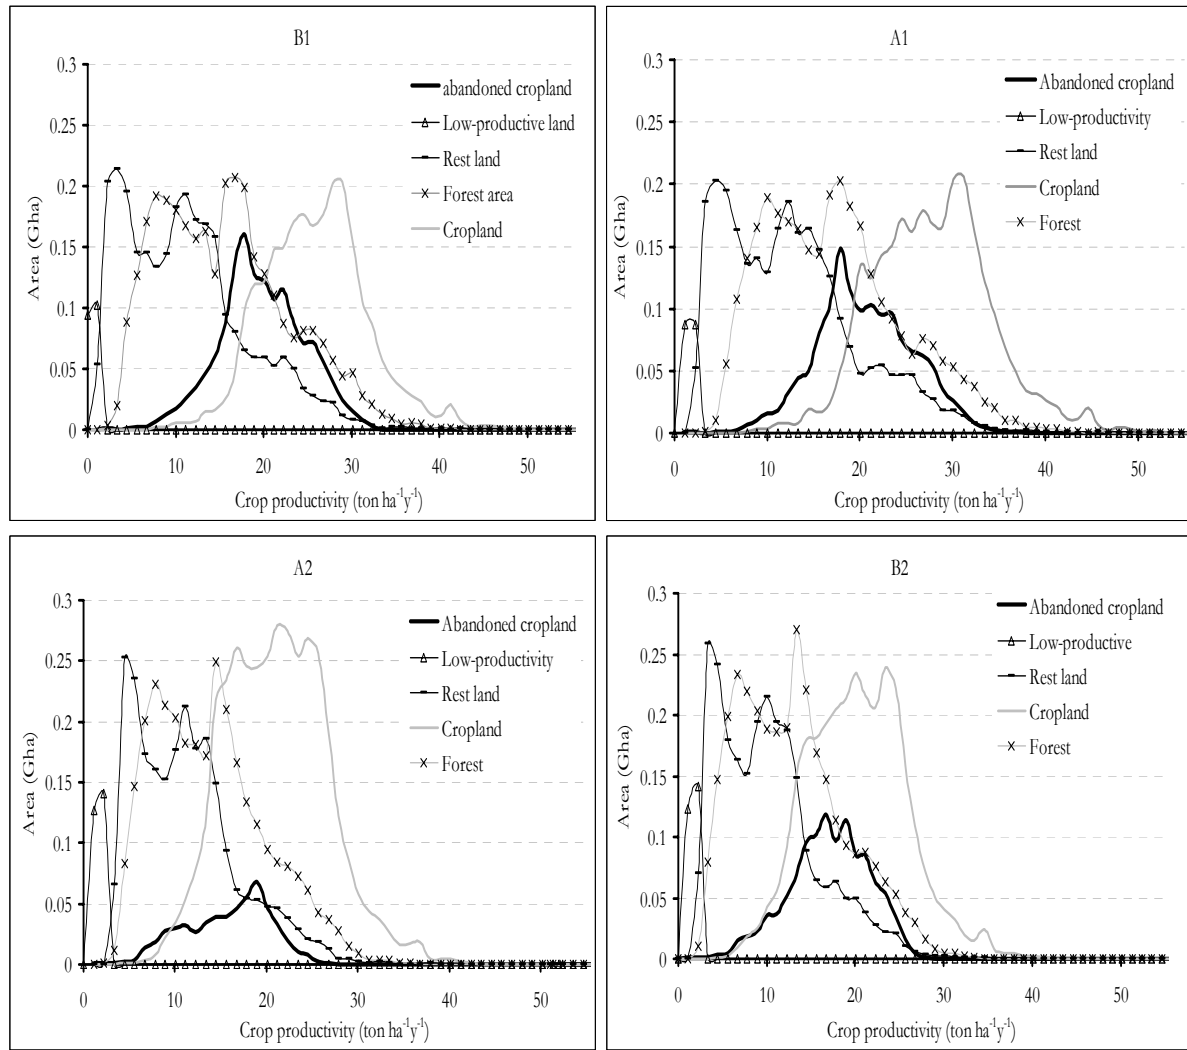 B1
0.3
0.25
0.2
0.15
0.1
0.05
0
Area (Gha)
abandoned cropland
Low-productive land
Rest land
Forest area
Cropland
0 10 20 30 40 50
Crop productivity (ton ha⁻¹y⁻¹)
A1
0.3
0.25
0.2
0.15
0.1
0.05
0
Area (Gha)
Abandoned cropland
Low-productivity
Rest land
Cropland
Forest
0 10 20 30 40 50
Crop productivity (ton ha⁻¹y⁻¹)
A2
0.3
0.25
0.2
0.15
0.1
0.05
0
Area (Gha)
Abandoned cropland
Low-productivity
Rest land
Cropland
Forest
0 10 20 30 40 50
Crop productivity (ton ha⁻¹y⁻¹)
B2
0.3
0.25
0.2
0.15
0.1
0.05
0
Area (Gha)
Abandoned cropland
Low-productive
Rest land
Cropland
Forest
0 10 20 30 40 50
Crop productivity (ton ha⁻¹y⁻¹)